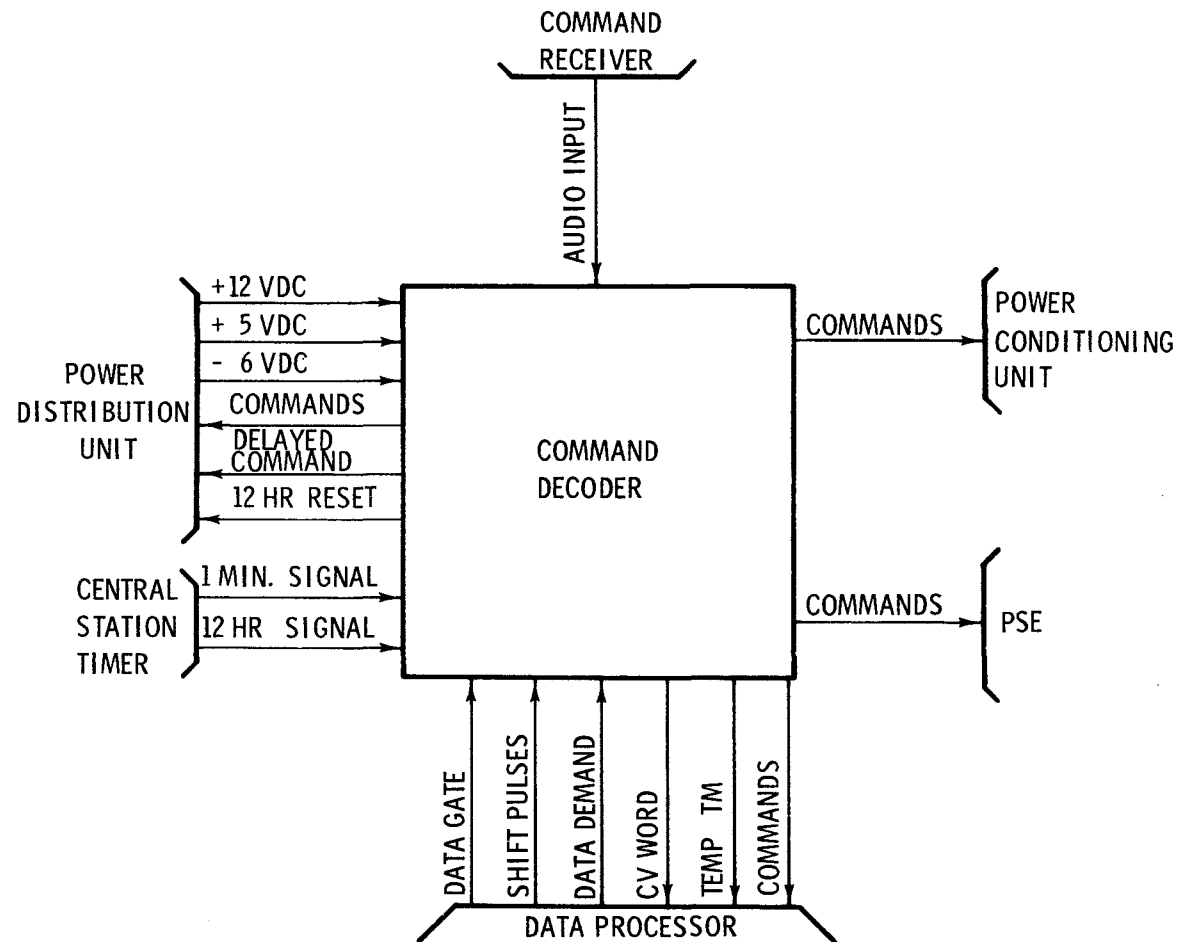 COMMAND
RECEIVER
AUDIO INPUT
+12 VDC
+ 5 VDC
- 6 VDC
COMMANDS
DELAYED
COMMAND
12 HR RESET
POWER
DISTRIBUTION
UNIT
1 MIN. SIGNAL
12 HR SIGNAL
CENTRAL
STATION
TIMER
COMMAND
DECODER
COMMANDS
POWER
CONDITIONING
UNIT
COMMANDS
PSE
DATA GATE
SHIFT PULSES
DATA DEMAND
CV WORD
TEMP TM
COMMANDS
DATA PROCESSOR